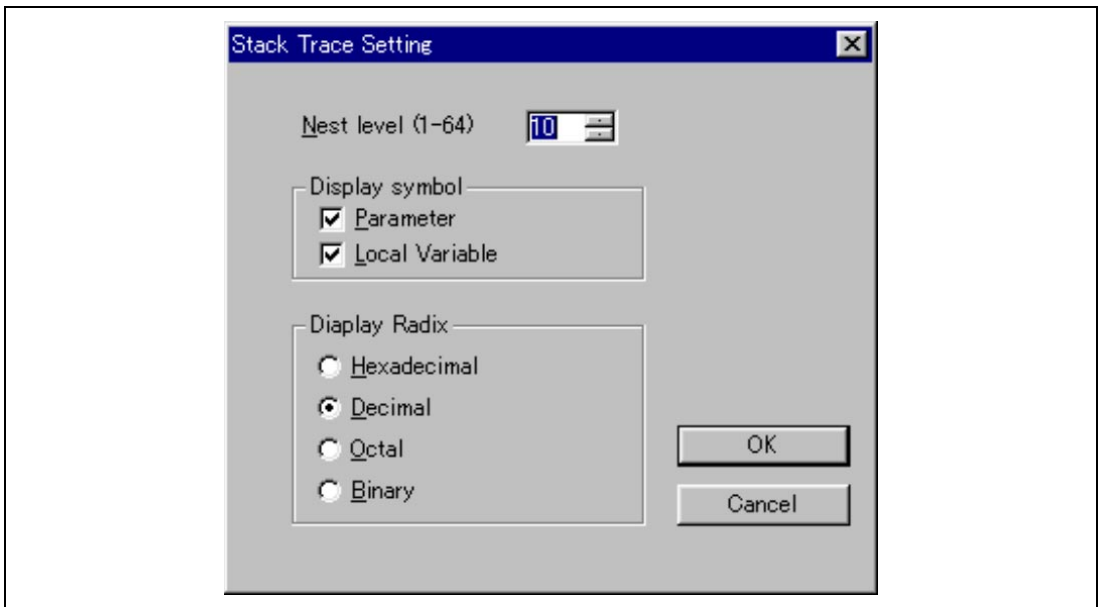 Stack Trace Setting
Nest level (1-64) 10
Display symbol
Parameter
Local Variable
Diaplay Radix
Hexadecimal
Decimal
Octal
Binary
OK
Cancel